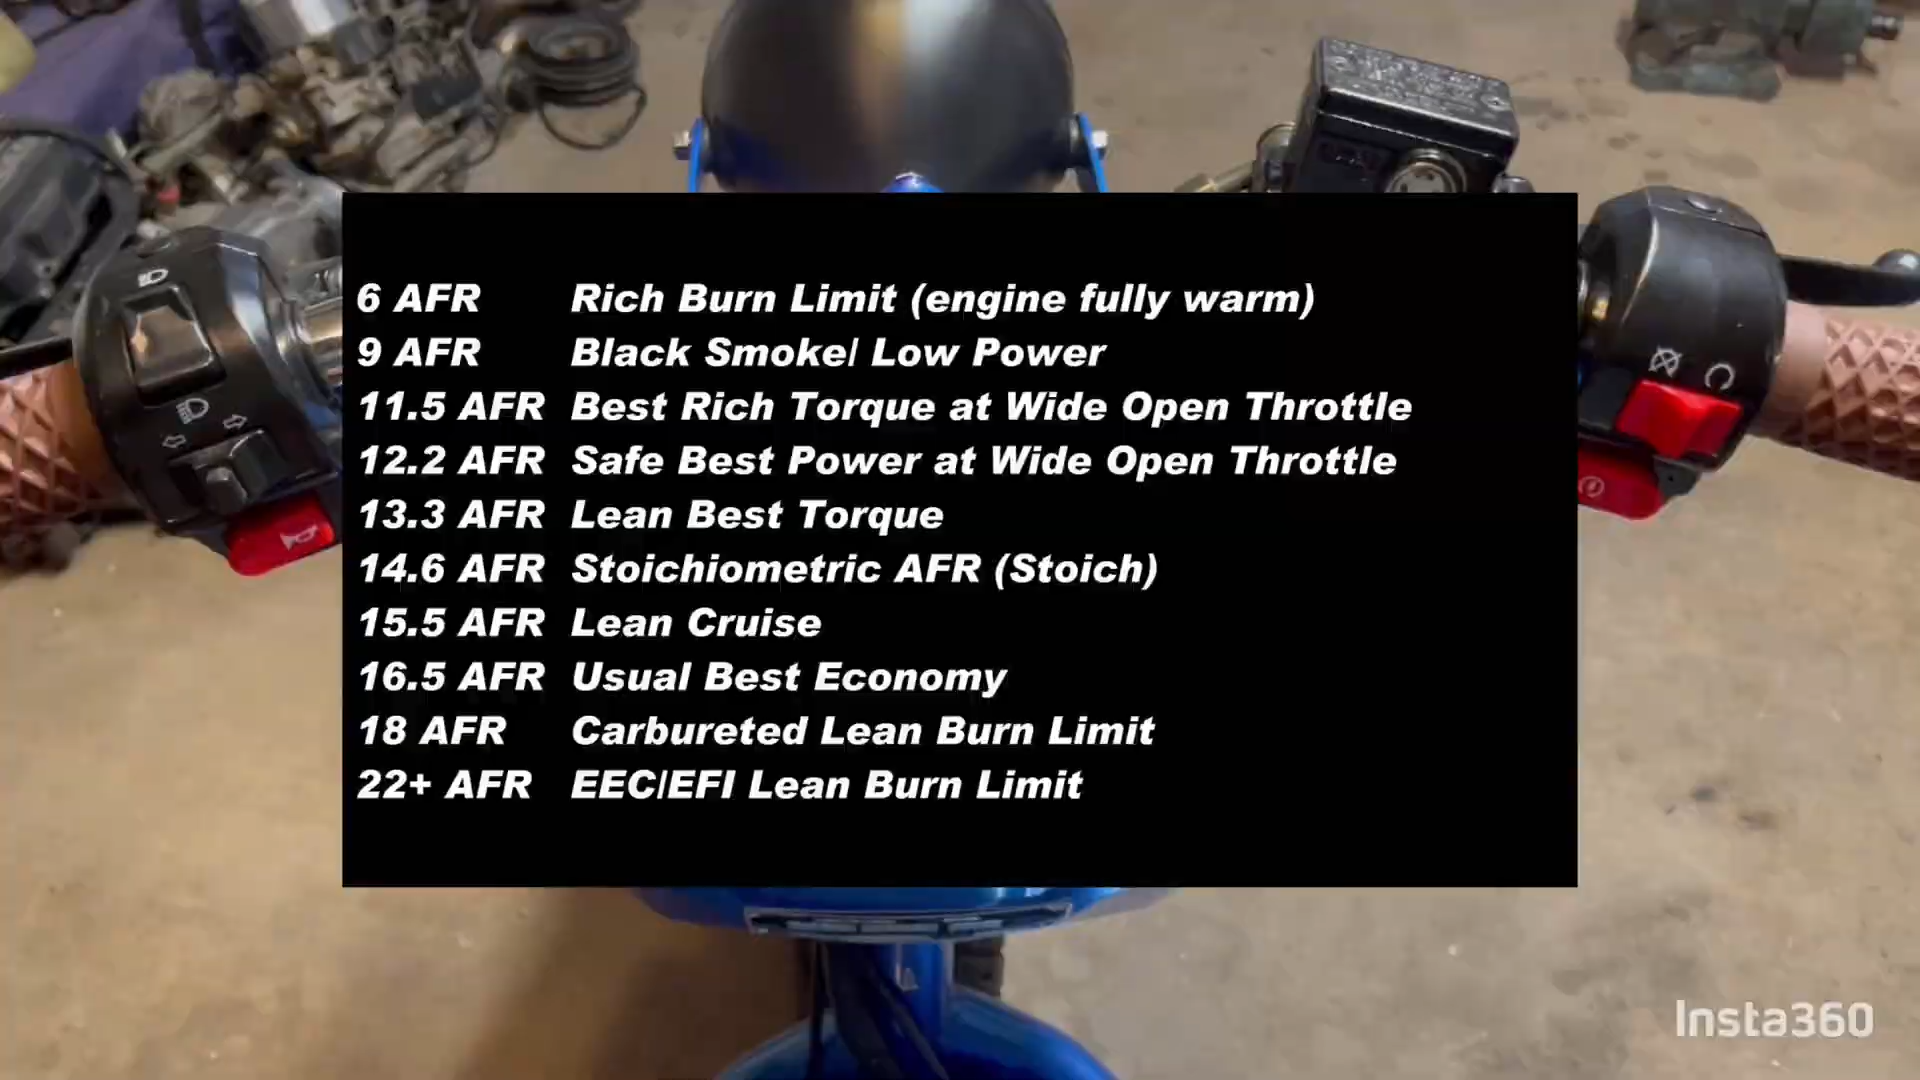 6 AFR Rich Burn Limit (engine fully warm)
9 AFR Black Smoke/ Low Power
11.5 AFR Best Rich Torque at Wide Open Throttle
12.2 AFR Safe Best Power at Wide Open Throttle
13.3 AFR Lean Best Torque
14.6 AFR Stoichiometric AFR (Stoich)
15.5 AFR Lean Cruise
16.5 AFR Usual Best Economy
18 AFR Carbureted Lean Burn Limit
22+ AFR EEC/EFI Lean Burn Limit
Insta360